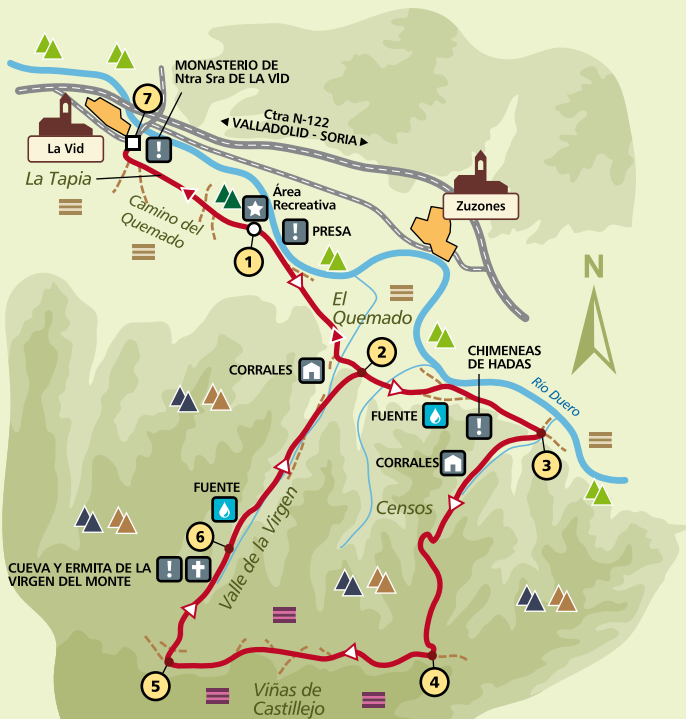 MONASTERIO DE
Ntra Sra DE LA VID
7
Ctra N-122
VALLADOLID - SORIA
La Vid
!
La Tapia
Zuzones
Área
Recreativa
Camino del
Quemado
! PRESA
1
N
El
Quemado
2
CHIMENEAS
DE HADAS
CORRALES
Río Duero
FUENTE
!
CORRALES
3
FUENTE
Censos
6
Valle de la Virgen
CUEVA Y ERMITA DE LA
VIRGEN DEL MONTE
!
5
4
Viñas de
Castillejo